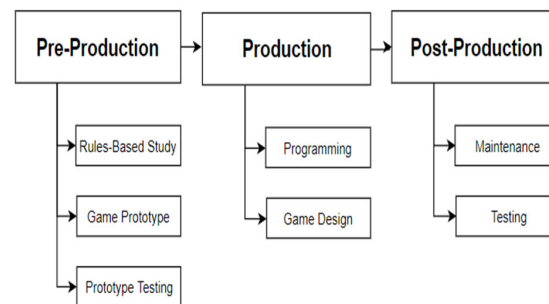 Pre-Production
Production
Post-Production
Rules-Based Study
Programming
Maintenance
Game Prototype
Game Design
Testing
Prototype Testing